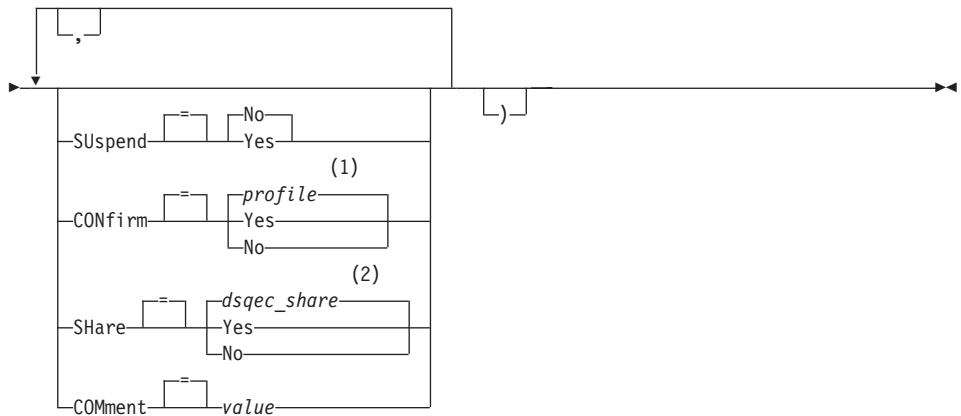 ,
=
No
SUspend
Yes
)
(1)
=
profile
CONfirm
Yes
No
(2)
=
dsqec_share
SHare
Yes
No
=
COMment
value